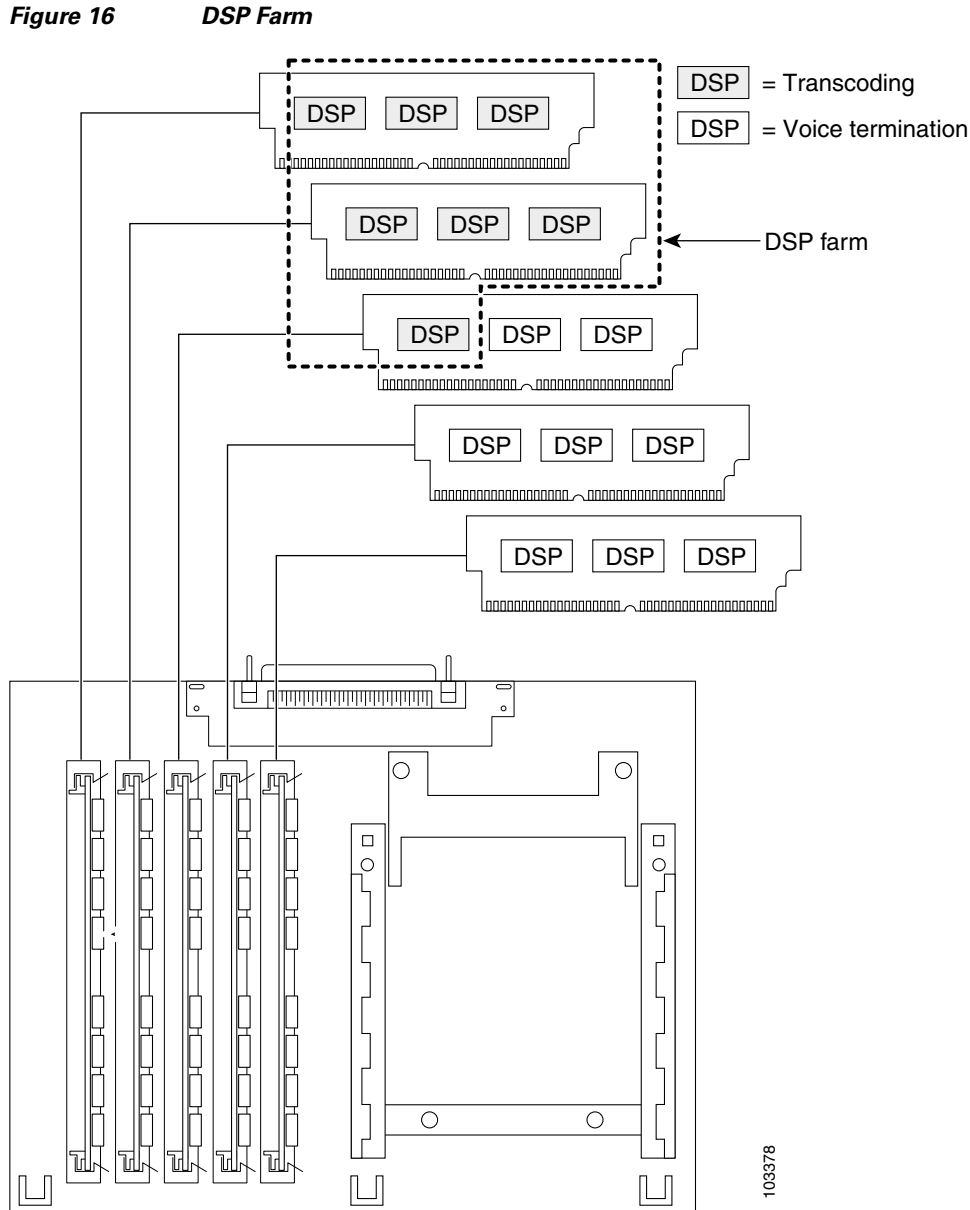 Figure 16 DSP Farm
DSP = Transcoding
DSP = Voice termination
DSP DSP DSP
DSP DSP DSP
DSP farm
DSP DSP DSP
DSP DSP DSP
DSP DSP DSP
103378